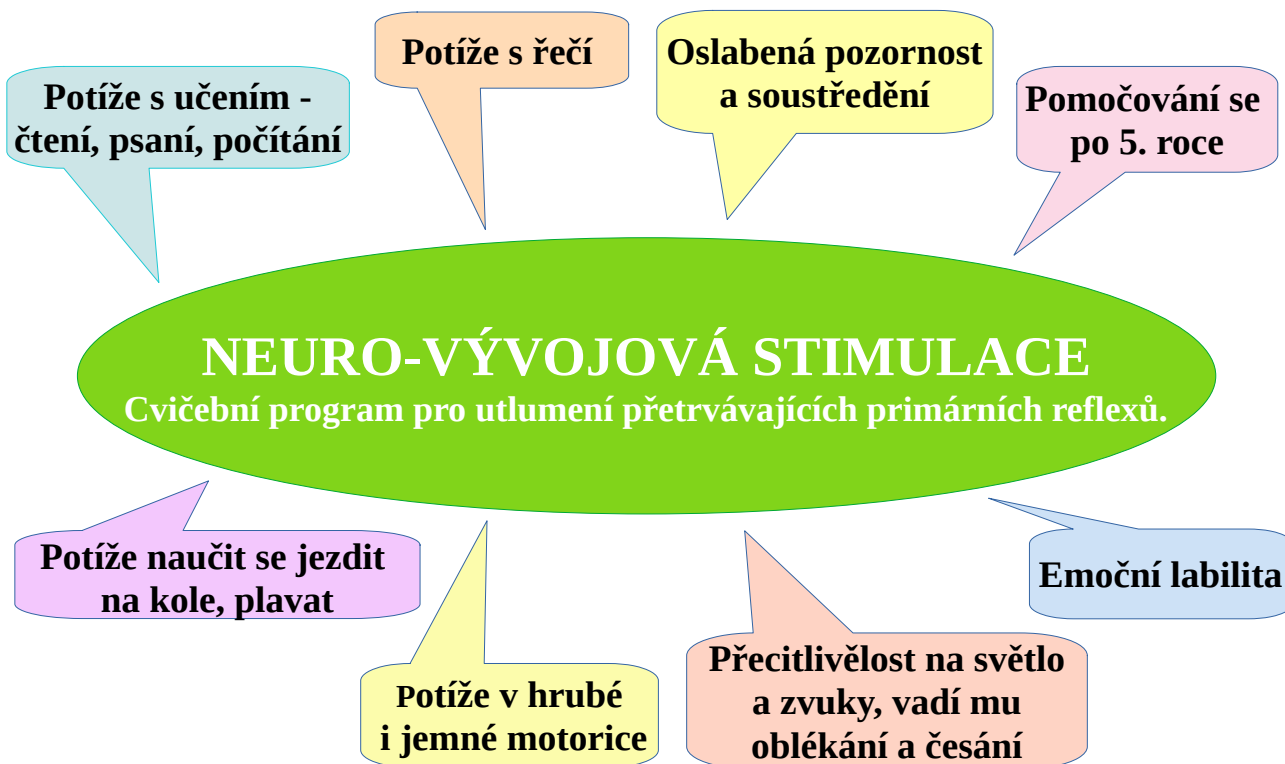 Potíže s řečí
Oslabená pozornost
a soustředění
Potíže s učením -
čtení, psaní, počítání
Pomočování se
po 5. roce
NEURO-VÝVOJOVÁ STIMULACE
Cvičební program pro utlumení přetrvávajících primárních reflexů.
Potíže naučit se jezdit
na kole, plavat
Emoční labilita
Potíže v hrubé
i jemné motorice
Přecitlivělost na světlo
a zvuky, vadí mu
oblékání a česání